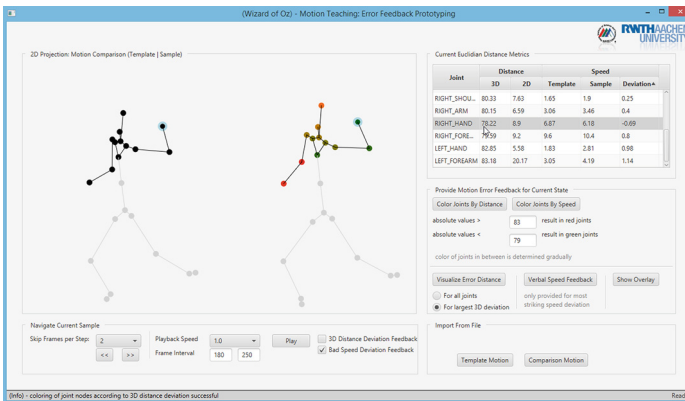 (Wizard of Oz) - Motion Teaching: Error Feedback Prototyping
RWTHAACHEN
UNIVERSITY
2D Projection: Motion Comparison (Template | Sample)
Current Euclidian Distance Metrics
Joint Distance Speed
3D 2D Template Sample Deviation
RIGHT_SHOU... 80.33 7.63 1.65 1.9 0.25
RIGHT_ARM 80.15 6.59 3.06 3.46 0.4
RIGHT_HAND 78.22 8.9 6.87 6.18 -0.69
RIGHT_FORE... 79.59 9.2 9.6 10.4 0.8
LEFT_HAND 82.85 5.58 1.83 2.81 0.98
LEFT_FOREARM 83.18 20.17 3.05 4.19 1.14
Provide Motion Error Feedback for Current State
Color Joints By Distance Color Joints By Speed
absolute values > 83 result in red joints
absolute values < 79 result in green joints
color of joints in between is determined gradually
Visualize Error Distance Verbal Speed Feedback Show Overlay
For all joints only provided for most
For largest 3D deviation striking speed deviation
Navigate Current Sample
Skip Frames per Step: 2 Playback Speed 1.0 Play 3D Distance Deviation Feedback
<< >> Frame Interval 180 250 Bad Speed Deviation Feedback
Import From File
Template Motion Comparison Motion
(Info) - coloring of joint nodes according to 3D distance deviation successful Read